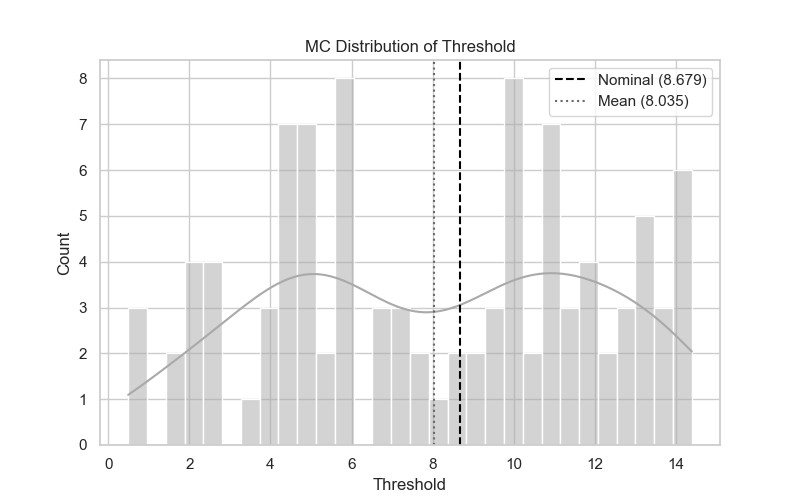 MC Distribution of Threshold
Nominal (8.679)
Mean (8.035)
Count
8
7
6
5
4
3
2
1
0
0 2 4 6 8 10 12 14
Threshold